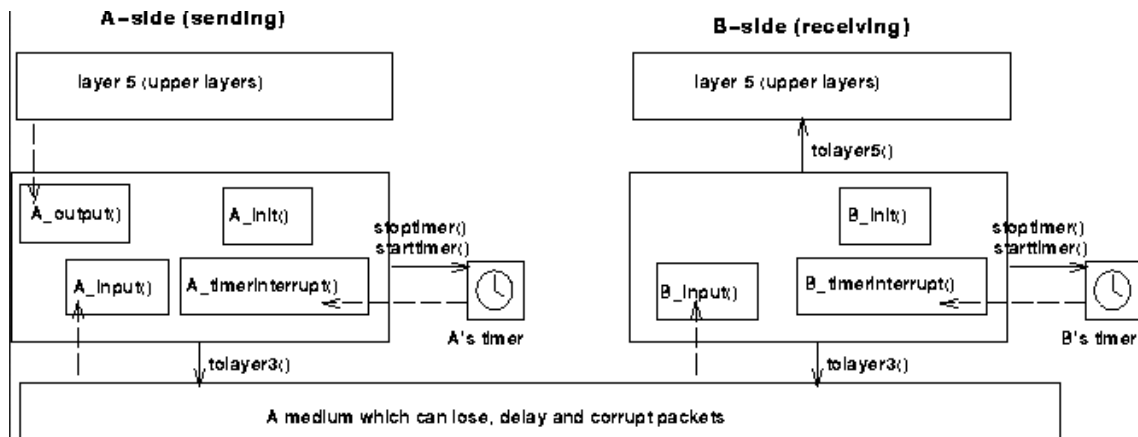 A-side (sending)
B-side (receiving)
layer 5 (upper layers)
layer 5 (upper layers)
tolayer5()
A_output()
A_init()
B_init()
stoptimer()
starttimer()
stoptimer()
starttimer()
A_input()
A_timerinterrupt()
B_input()
B_timerinterrupt()
A's timer
B's timer
tolayer3()
tolayer3()
A medium which can lose, delay and corrupt packets